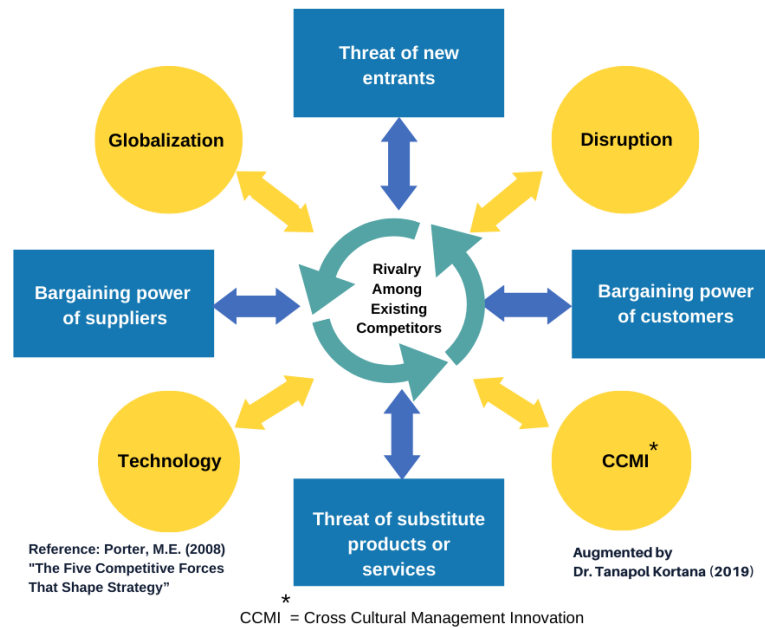 Threat of new
entrants
Globalization
Disruption
Rivalry
Among
Existing
Competitors
Bargaining power
of suppliers
Bargaining power
of customers
Technology
CCMI*
Threat of substitute
products or
services
Reference: Porter, M.E. (2008)
"The Five Competitive Forces
That Shape Strategy”
Augmented by
Dr. Tanapol Kortana (2019)
CCMI* = Cross Cultural Management Innovation